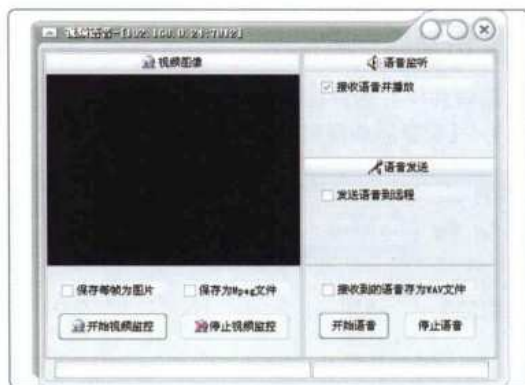 视频图像
语音监听
接收语音并播放
语音发送
发送语音到远程
保存每帧为图片
保存为Mpeg文件
接收到的语音存为WAV文件
开始视频监控
停止视频监控
开始语音
停止语音